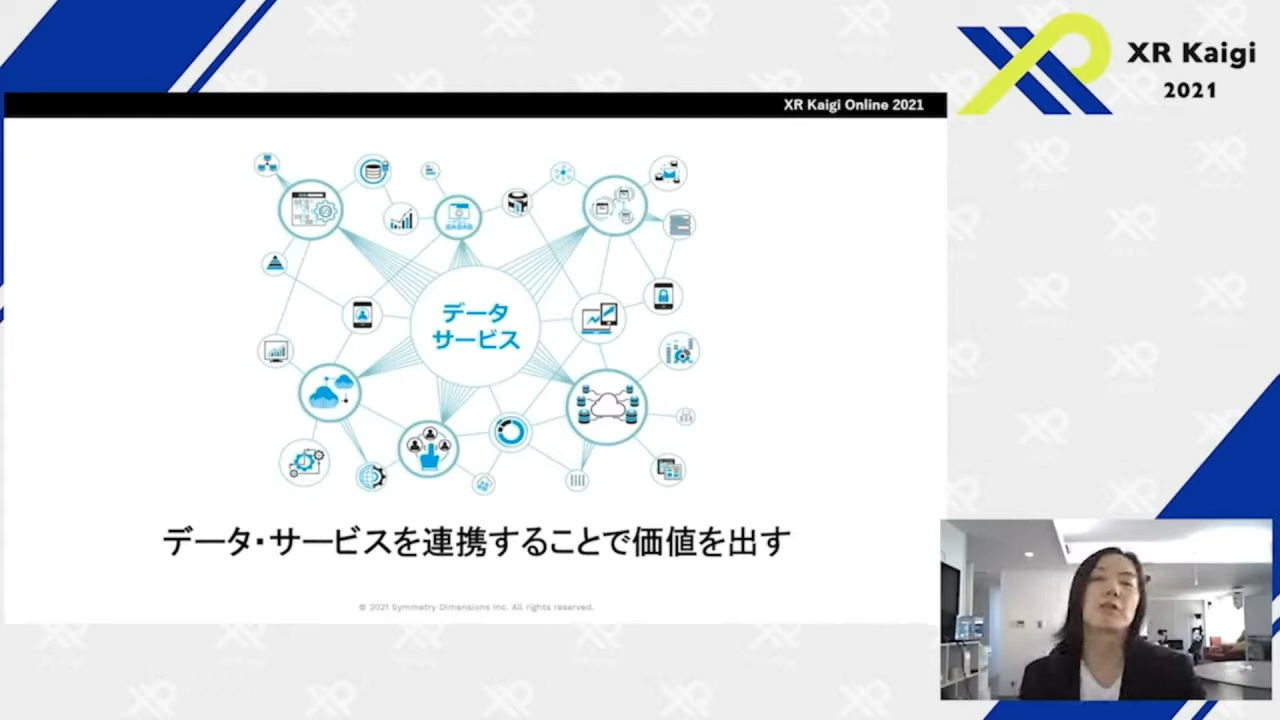 XR Kaigi
2021
XR Kaigi Online 2021
データ
サービス
データ・サービスを連携することで価値を出す
© 2021 Symmetry Dimensions Inc. All rights reserved.